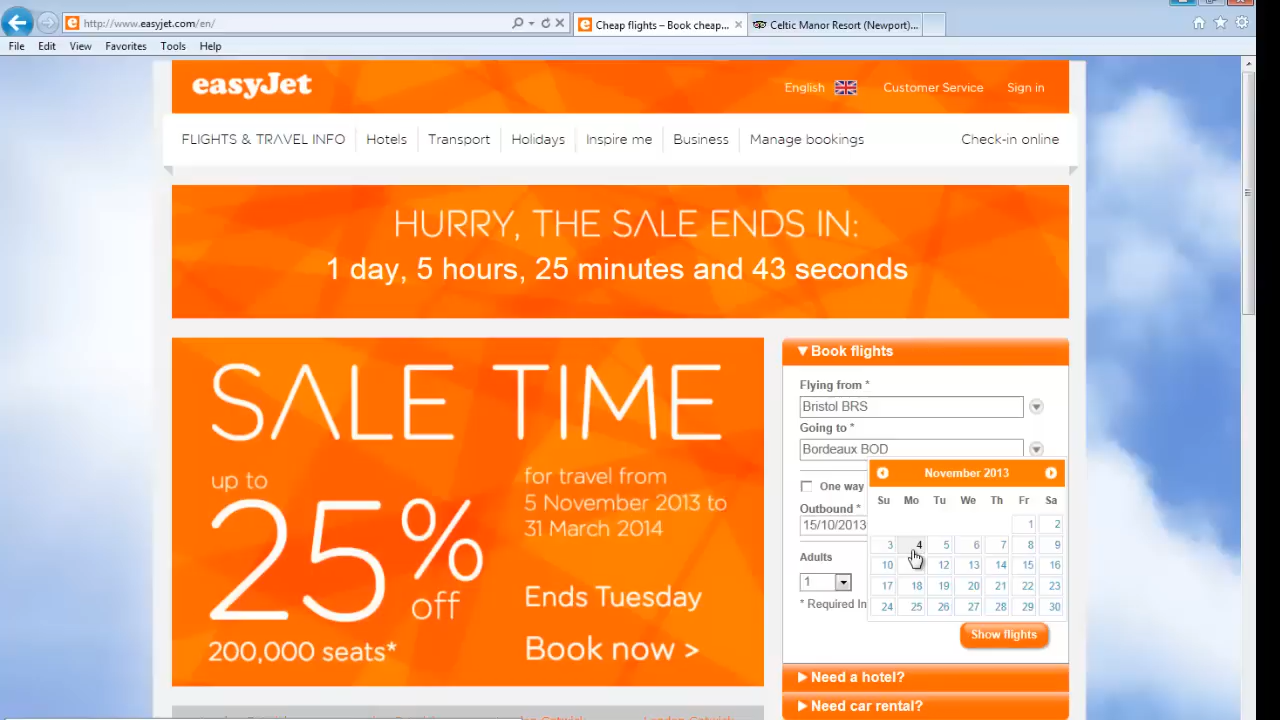 http://www.easyjet.com/en/
Cheap flights – Book cheap...
Celtic Manor Resort (Newport)...
File Edit View Favorites Tools Help
easyJet
English Customer Service Sign in
FLIGHTS & TRAVEL INFO Hotels Transport Holidays Inspire me Business Manage bookings Check-in online
HURRY, THE SALE ENDS IN:
1 day, 5 hours, 25 minutes and 43 seconds
SALE TIME
up to
25%
off
200,000 seats*
for travel from
5 November 2013 to
31 March 2014
Ends Tuesday
Book now >
Book flights
Flying from *
Bristol BRS
Going to *
Bordeaux BOD
One way
Outbound *
15/10/2013
Adults
1
* Required In
November 2013
Su Mo Tu We Th Fr Sa
1 2
3 4 5 6 7 8 9
10 12 13 14 15 16
17 18 19 20 21 22 23
24 25 26 27 28 29 30
Show flights
Need a hotel?
Need car rental?